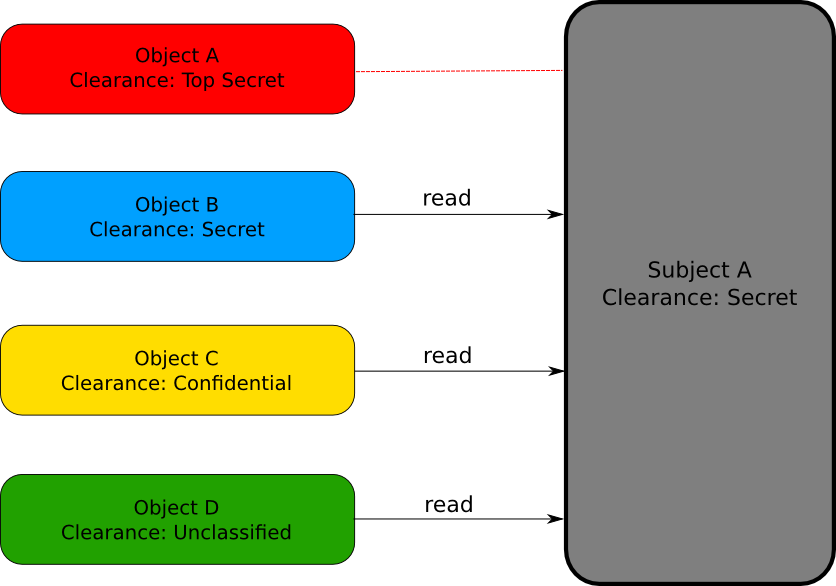 Object A
Clearance: Top Secret
Object B
Clearance: Secret
read
Subject A
Clearance: Secret
Object C
Clearance: Confidential
read
Object D
Clearance: Unclassified
read